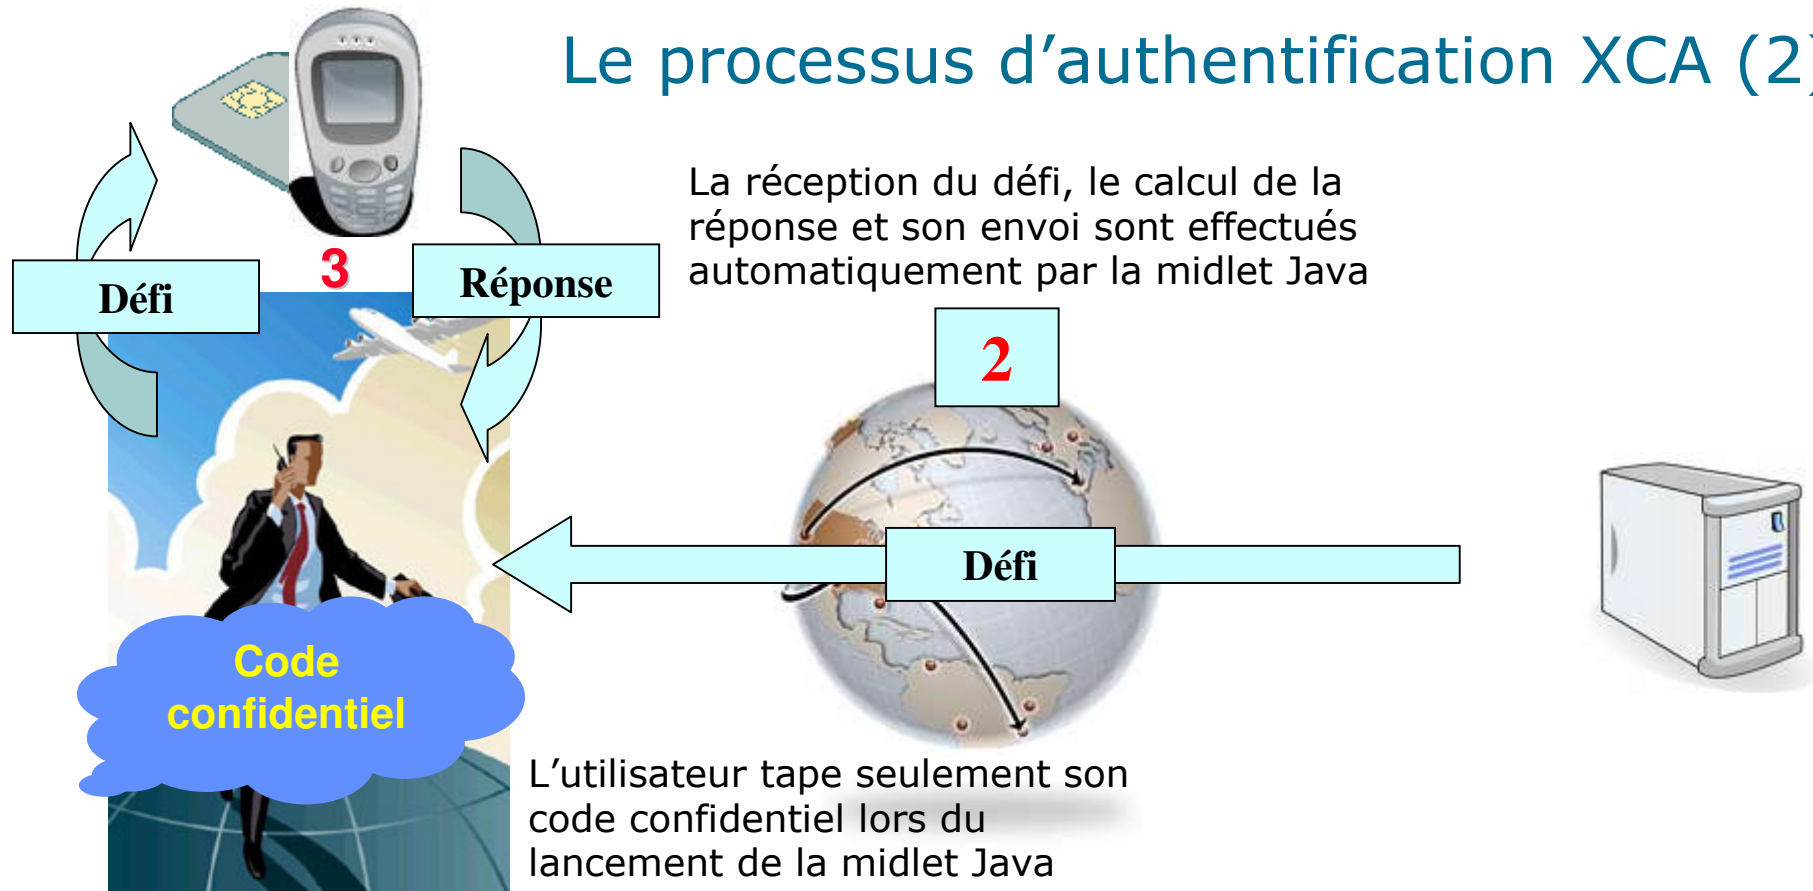 Le processus d’authentification XCA (2)
La réception du défi, le calcul de la
réponse et son envoi sont effectués
automatiquement par la midlet Java
3
Défi
Réponse
2
Défi
Code
confidentiel
L’utilisateur tape seulement son
code confidentiel lors du
lancement de la midlet Java